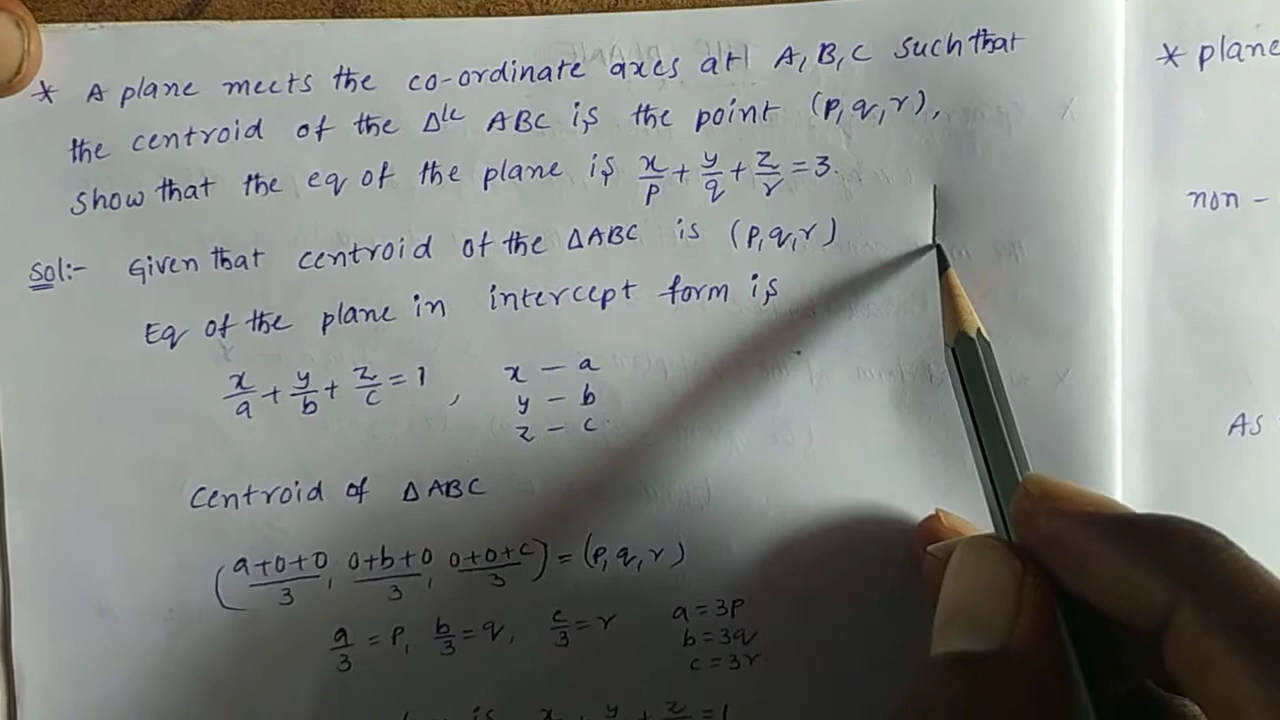 * A plane meets the co-ordinate axes at A, B, C such that
the centroid of the Δle ABC is the point (p, q, r),
show that the eq of the plane is x/p + y/q + z/r = 3.
Sol:- Given that centroid of the ΔABC is (p, q, r)
Eq of the plane in intercept form is
x/a + y/b + z/c = 1 , x - a
y - b
z - c
Centroid of ΔABC
(a+0+0/3, 0+b+0/3, 0+0+c/3) = (p, q, r)
a/3 = p, b/3 = q, c/3 = r a = 3p
b = 3q
c = 3r
is x + y + z = 1
* plane
non -
As